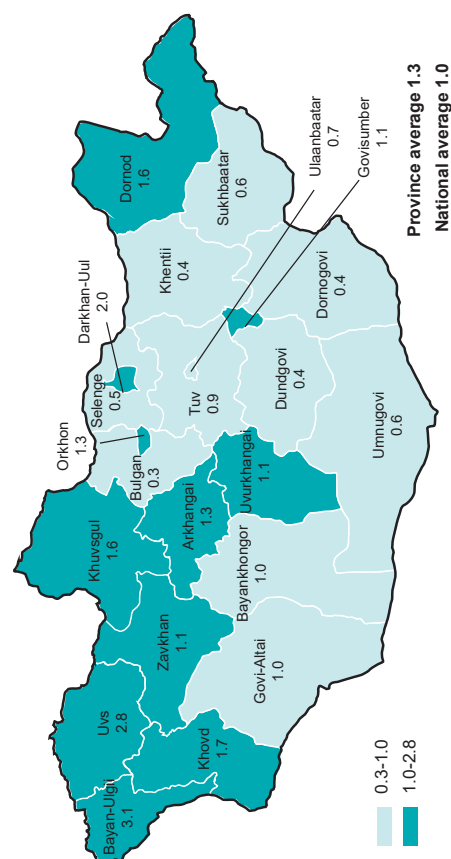 Bayan-Ulgii
3.1
Uvs
2.8
Khovd
1.7
Zavkhan
1.1
Govi-Altai
1.0
Khuvsgul
1.6
Arkhangai
1.3
Bayankhongor
1.0
Uvurkhangai
1.1
Orkhon
1.3
Bulgan
0.3
Selenge
0.5
Darkhan-Uul
2.0
Tuv
0.9
Dundgovi
0.4
Umnugovi
0.6
Khentii
0.4
Dornogovi
0.4
Dornod
1.6
Sukhbaatar
0.6
Ulaanbaatar
0.7
Govisumber
1.1
Province average 1.3
National average 1.0
0.3-1.0
1.0-2.8